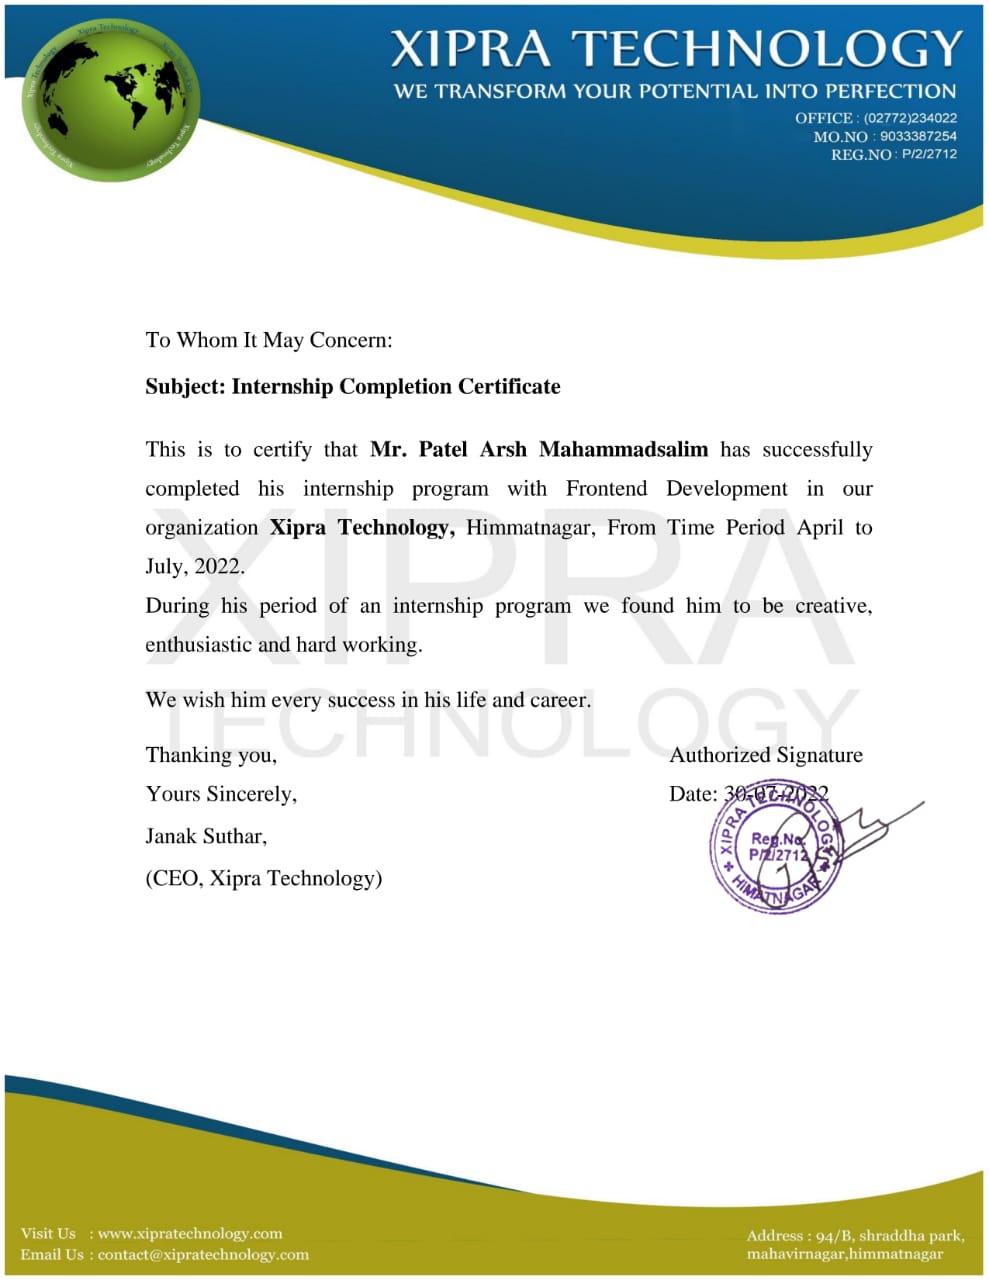 XIPRA TECHNOLOGY
WE TRANSFORM YOUR POTENTIAL INTO PERFECTION
OFFICE : (02772)234022
MO.NO : 9033387254
REG.NO : P/2/2712
Xipra Technology
Xipra Technology
Xipra Technology
Xipra Technology
To Whom It May Concern:
Subject: Internship Completion Certificate
This is to certify that Mr. Patel Arsh Mahammadsalim has successfully
completed his internship program with Frontend Development in our
organization Xipra Technology, Himmatnagar, From Time Period April to
July, 2022.
During his period of an internship program we found him to be creative,
enthusiastic and hard working.
We wish him every success in his life and career.
XIPRA
TECHNOLOGY
Thanking you,
Authorized Signature
Yours Sincerely,
Date: 30-07-2022
Janak Suthar,
(CEO, Xipra Technology)
XIPRA TECHNOLOGY
Reg.No.
P/2/2712
HIMATNAGAR
Visit Us : www.xipratechnology.com
Email Us : contact@xipratechnology.com
Address : 94/B, shraddha park,
mahavirnagar,himmatnagar